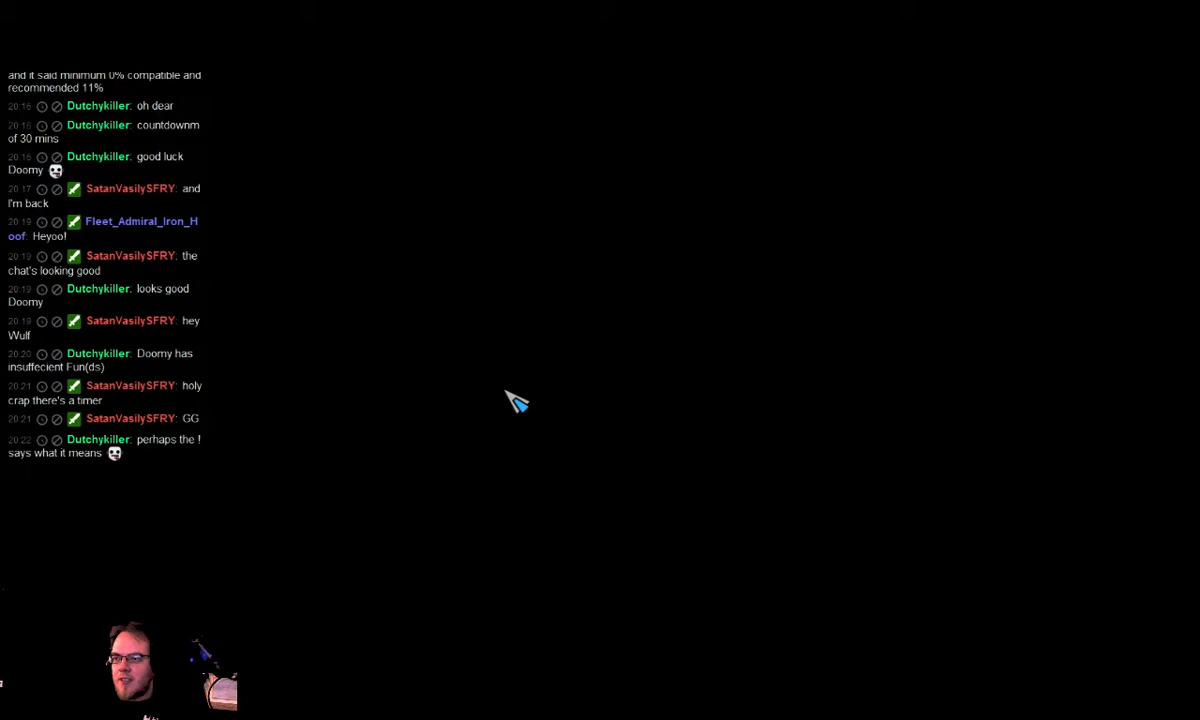 and it said minimum 0% compatible and
recommended 11%
20:16 Dutchykiller: oh dear
20:16 Dutchykiller: countdownm
of 30 mins
20:16 Dutchykiller: good luck
Doomy
20:17 SatanVasilySFRY: and
I'm back
20:19 Fleet_Admiral_Iron_H
oof: Heyoo!
20:19 SatanVasilySFRY: the
chat's looking good
20:19 Dutchykiller: looks good
Doomy
20:19 SatanVasilySFRY: hey
Wulf
20:20 Dutchykiller: Doomy has
insuffecient Fun(ds)
20:21 SatanVasilySFRY: holy
crap there's a timer
20:21 SatanVasilySFRY: GG
20:22 Dutchykiller: perhaps the !
says what it means